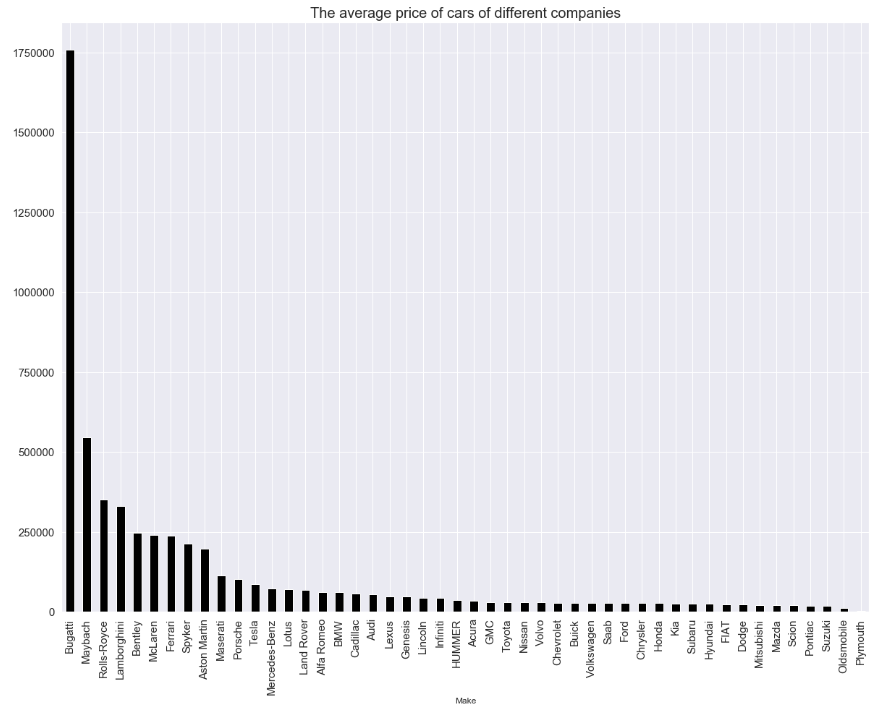 The average price of cars of different companies
1750000
1500000
1250000
1000000
750000
500000
250000
0
Bugatti
Maybach
Rolls-Royce
Lamborghini
Bentley
McLaren
Ferrari
Spyker
Aston Martin
Maserati
Porsche
Tesla
Mercedes-Benz
Lotus
Land Rover
Alfa Romeo
BMW
Cadillac
Audi
Lexus
Genesis
Lincoln
Infiniti
HUMMER
Acura
GMC
Toyota
Nissan
Volvo
Chevrolet
Buick
Volkswagen
Saab
Ford
Chrysler
Honda
Kia
Subaru
Hyundai
FIAT
Dodge
Mitsubishi
Mazda
Scion
Pontiac
Suzuki
Oldsmobile
Plymouth
Make